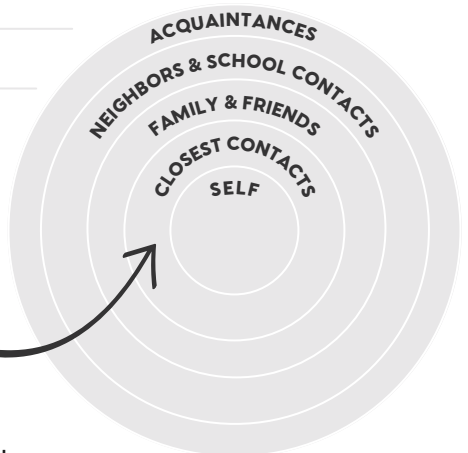 ACQUAINTANCES
NEIGHBORS & SCHOOL CONTACTS
FAMILY & FRIENDS
CLOSEST CONTACTS
SELF